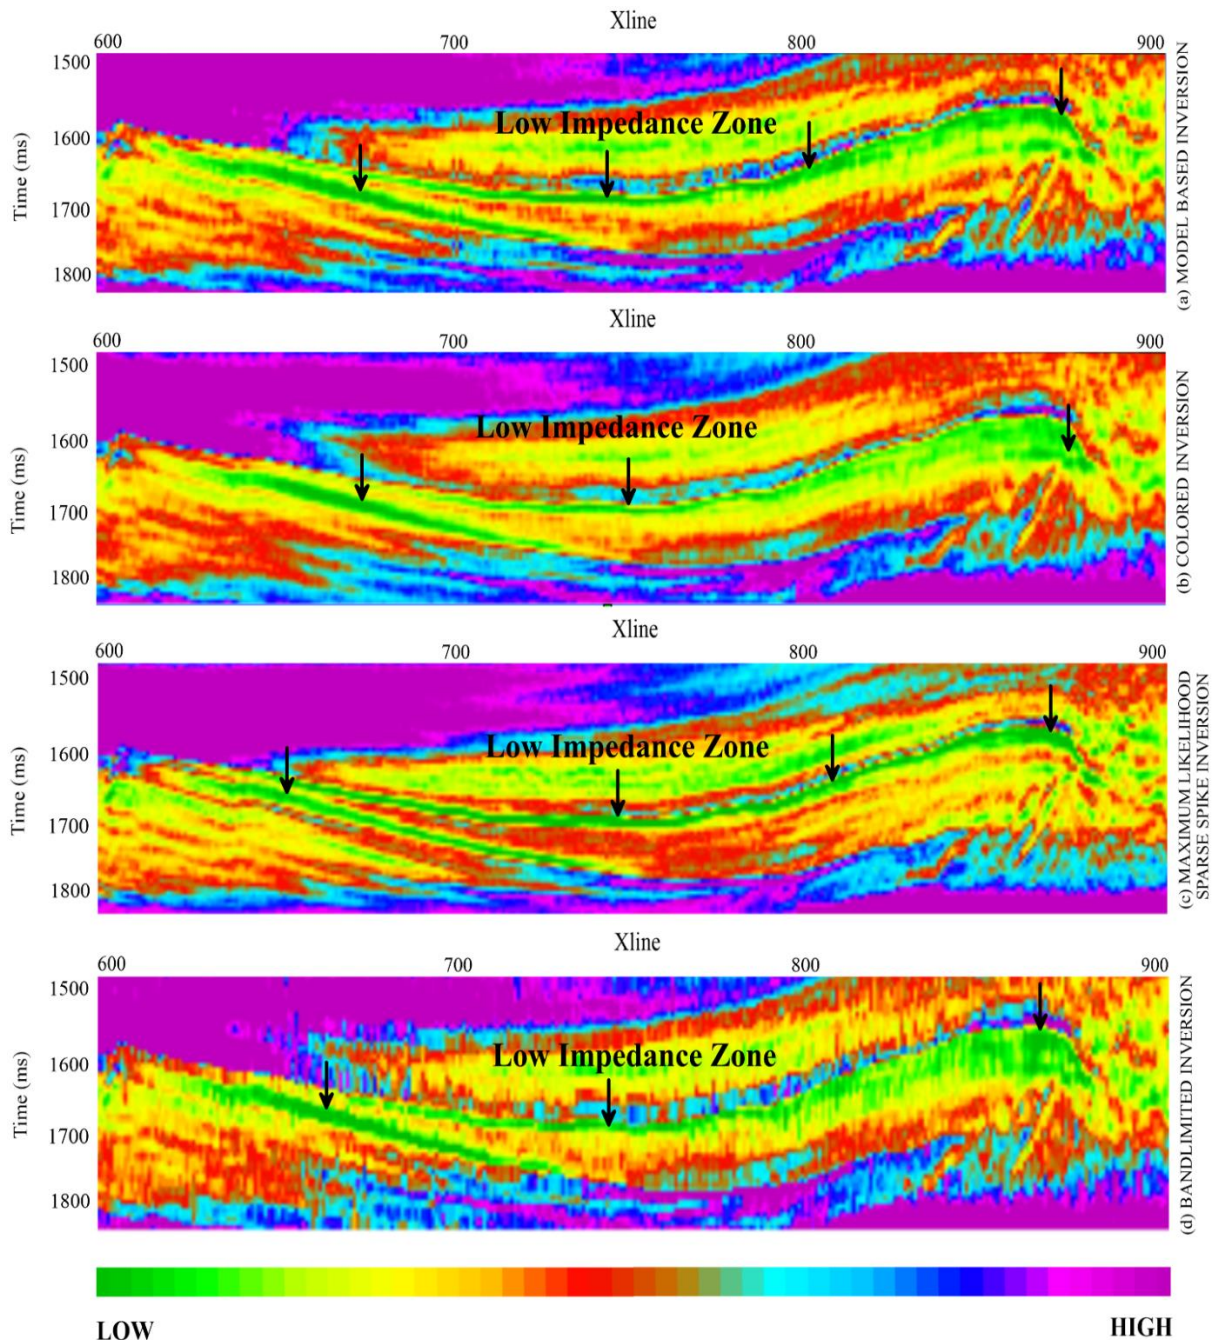 Xline
600 700 800 900
1500
1600
1700
1800
Time (ms)
Low Impedance Zone
(a) MODEL BASED INVERSION
Xline
600 700 800 900
1500
1600
1700
1800
Time (ms)
Low Impedance Zone
(b) COLORED INVERSION
Xline
600 700 800 900
1500
1600
1700
1800
Time (ms)
Low Impedance Zone
(c) MAXIMUM LIKELIHOOD
SPARSE SPIKE INVERSION
Xline
600 700 800 900
1500
1600
1700
1800
Time (ms)
Low Impedance Zone
(d) BANDLIMITED INVERSION
LOW HIGH